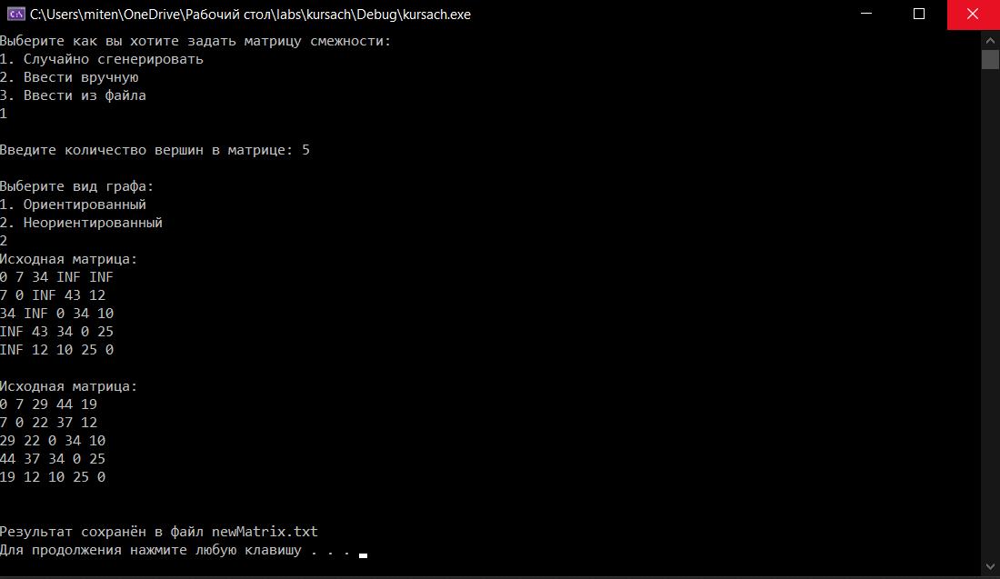 C:\Users\miten\OneDrive\Рабочий стол\labs\kursach\Debug\kursach.exe
Выберите как вы хотите задать матрицу смежности:
1. Случайно сгенерировать
2. Ввести вручную
3. Ввести из файла
1
Введите количество вершин в матрице: 5
Выберите вид графа:
1. Ориентированный
2. Неориентированный
2
Исходная матрица:
0 7 34 INF INF
7 0 INF 43 12
34 INF 0 34 10
INF 43 34 0 25
INF 12 10 25 0
Исходная матрица:
0 7 29 44 19
7 0 22 37 12
29 22 0 34 10
44 37 34 0 25
19 12 10 25 0
Результат сохранён в файл newMatrix.txt
Для продолжения нажмите любую клавишу . . .